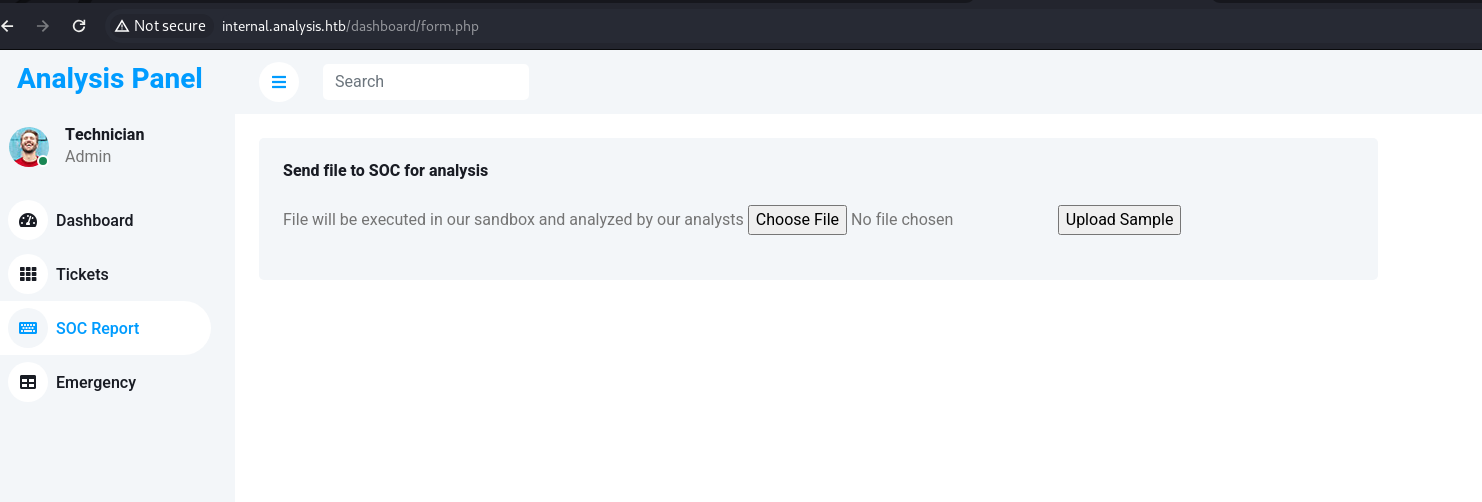 Not secure internal.analysis.htb/dashboard/form.php
Analysis Panel
Search
Technician
Admin
Dashboard
Tickets
SOC Report
Emergency
Send file to SOC for analysis
File will be executed in our sandbox and analyzed by our analysts Choose File No file chosen Upload Sample